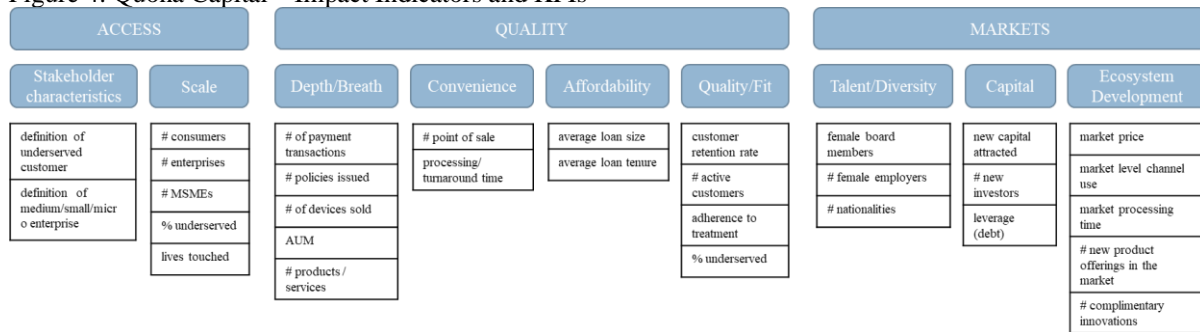 Figure 4: Quona Capital – Impact Indicators and KPIs
ACCESS
QUALITY
MARKETS
Stakeholder
characteristics
Scale
Depth/Breath
Convenience
Affordability
Quality/Fit
Talent/Diversity
Capital
Ecosystem
Development
definition of
underserved
customer
definition of
medium/small/micr
o enterprise
# consumers
# enterprises
# MSMEs
% underserved
lives touched
# of payment
transactions
# policies issued
# of devices sold
AUM
# products /
services
# point of sale
processing/
turnaround time
average loan size
average loan tenure
customer
retention rate
# active
customers
adherence to
treatment
% underserved
female board
members
# female employers
# nationalities
new capital
attracted
# new
investors
leverage
(debt)
market price
market level channel
use
market processing
time
# new product
offerings in the
market
# complimentary
innovations